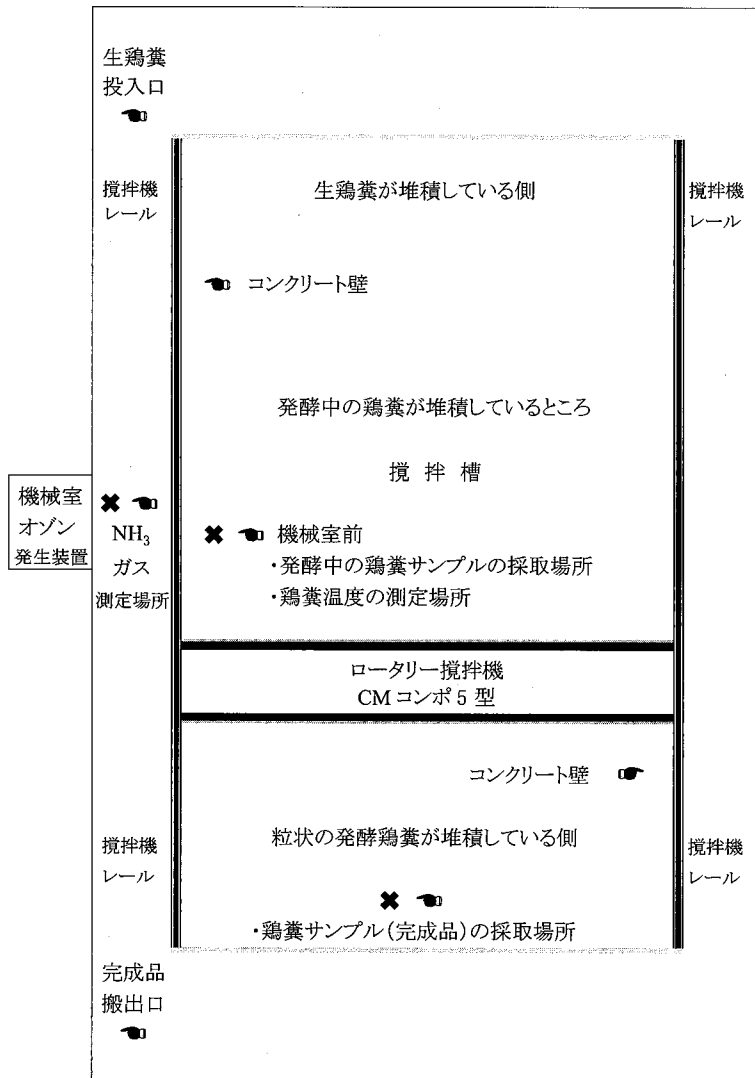 生鶏糞
投入口
攪拌機
レール
生鶏糞が堆積している側
攪拌機
レール
コンクリート壁
発酵中の鶏糞が堆積しているところ
攪 拌 槽
機械室
オゾン
発生装置
NH₃
ガス
測定場所
機械室前
・発酵中の鶏糞サンプルの採取場所
・鶏糞温度の測定場所
ロータリー攪拌機
CMコンポ5型
コンクリート壁
攪拌機
レール
粒状の発酵鶏糞が堆積している側
攪拌機
レール
・鶏糞サンプル(完成品)の採取場所
完成品
搬出口